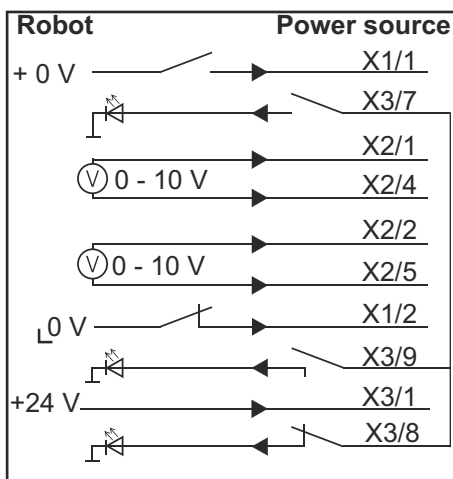 Robot Power source
+ 0 V X1/1
X3/7
X2/1
V 0 - 10 V
X2/4
X2/2
V 0 - 10 V
X2/5
0 V X1/2
X3/9
+24 V X3/1
X3/8